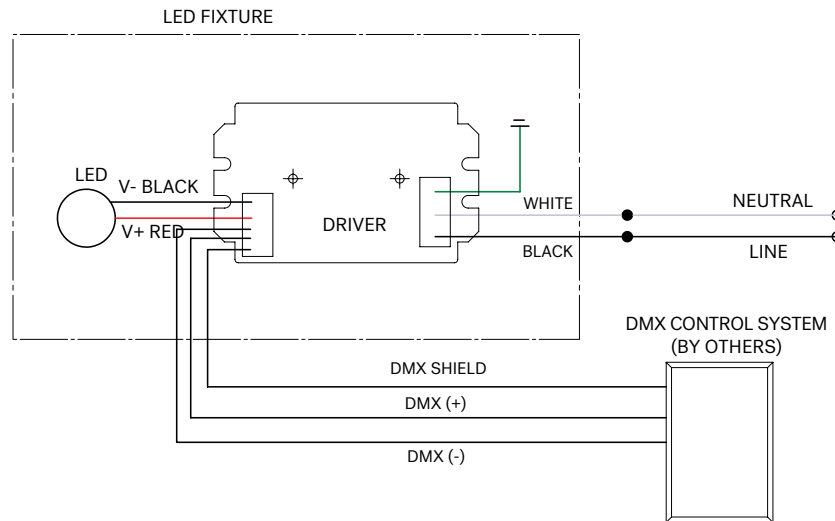 LED FIXTURE
LED
V- BLACK
V+ RED
DRIVER
WHITE
NEUTRAL
BLACK
LINE
DMX CONTROL SYSTEM
(BY OTHERS)
DMX SHIELD
DMX (+)
DMX (-)